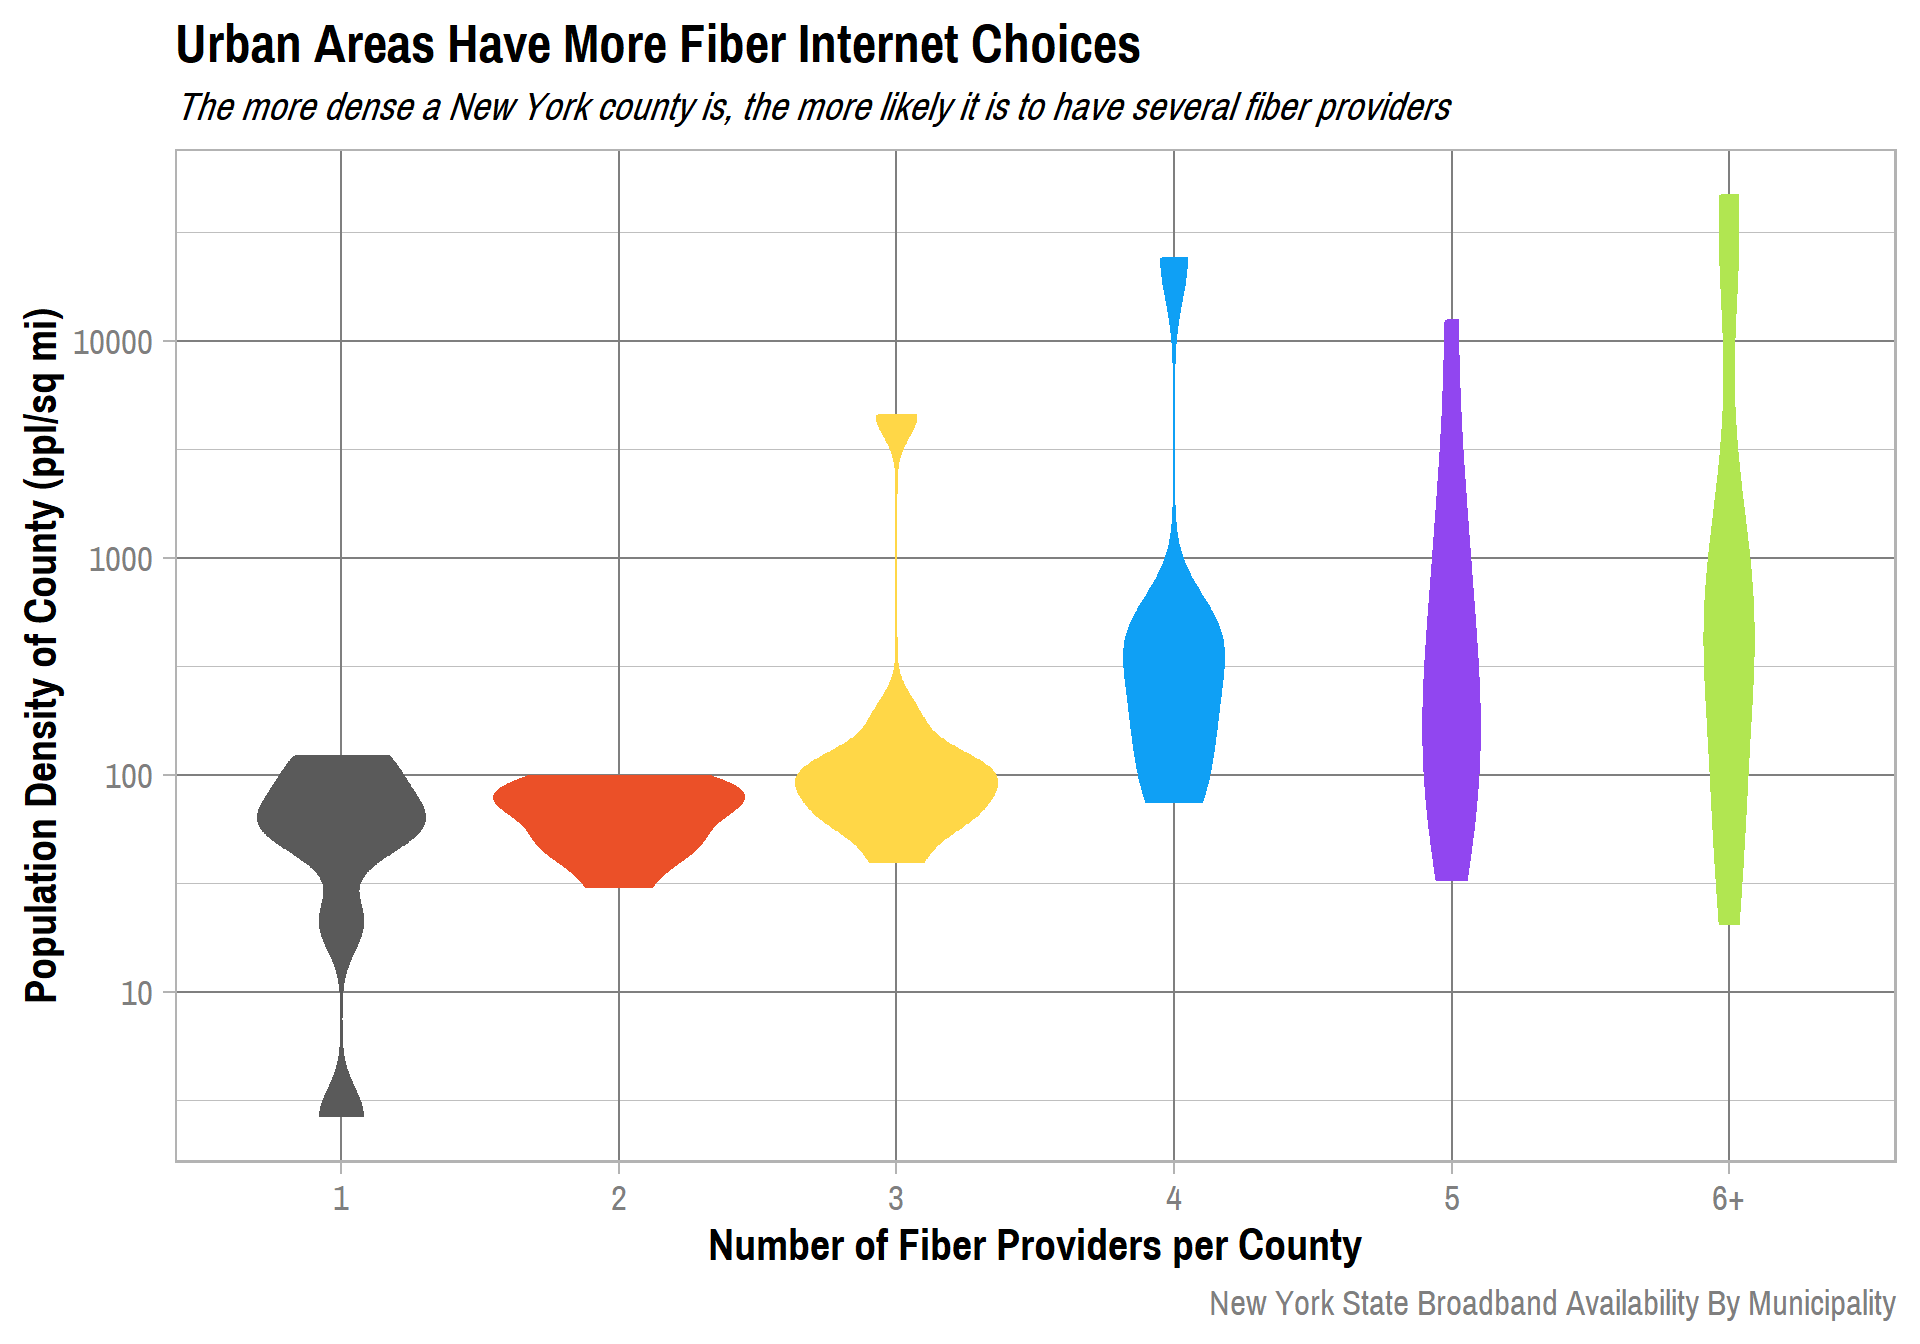 Urban Areas Have More Fiber Internet Choices
The more dense a New York county is, the more likely it is to have several fiber providers
Population Density of County (ppl/sq mi)
10000
1000
100
10
1 2 3 4 5 6+
Number of Fiber Providers per County
New York State Broadband Availability By Municipality